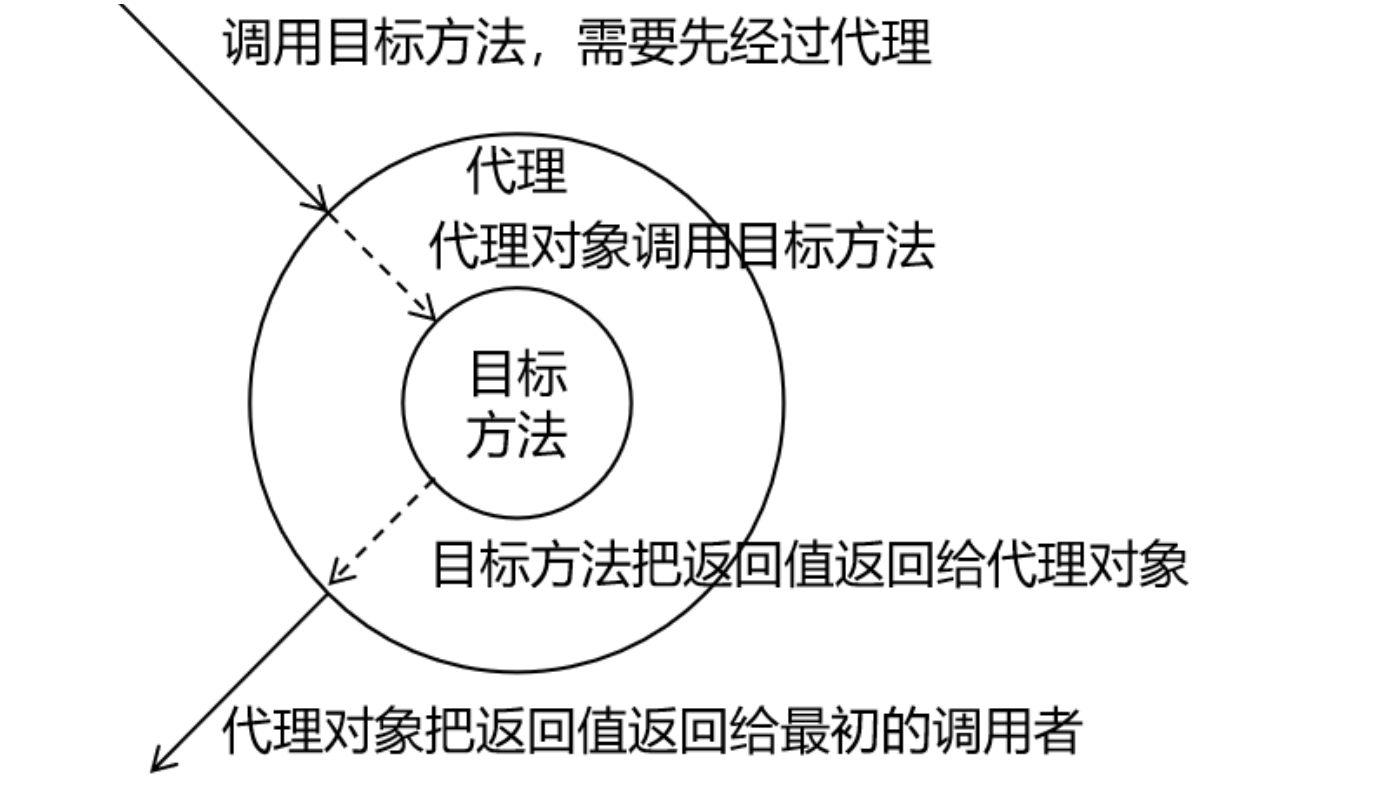 调用目标方法，需要先经过代理
代理
代理对象调用目标方法
目标
方法
目标方法把返回值返回给代理对象
代理对象把返回值返回给最初的调用者